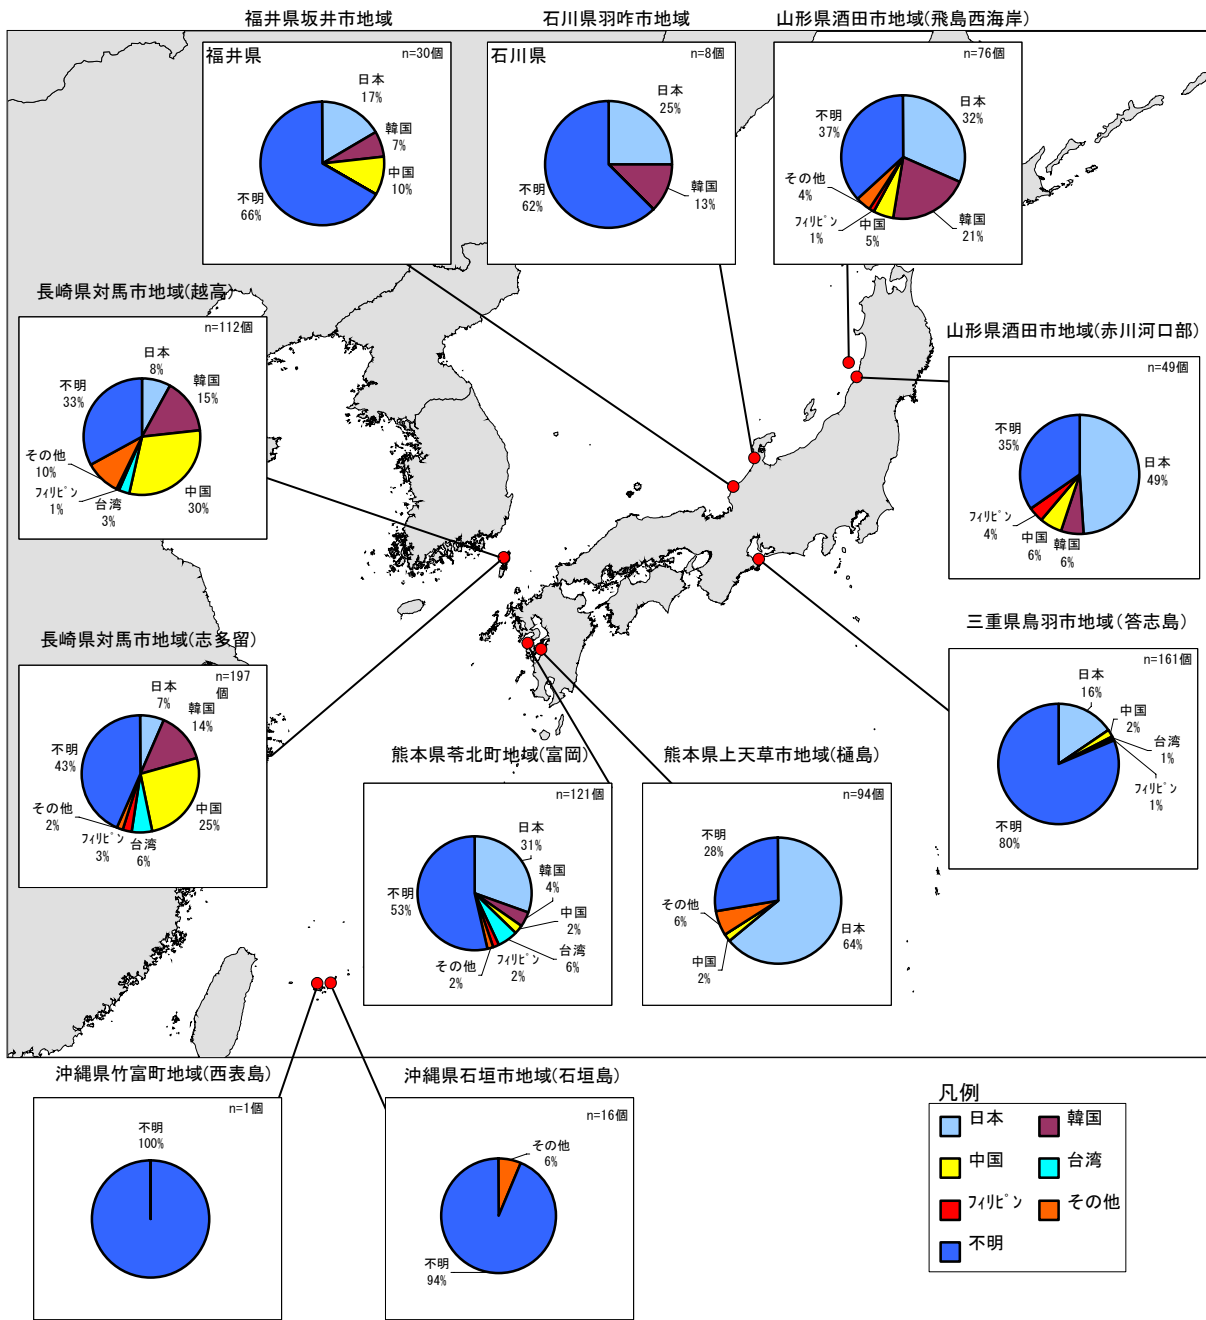 福井県坂井市地域
石川県羽咋市地域
山形県酒田市地域(飛島西海岸)
福井県
n=30個
日本
17%
韓国
7%
中国
10%
不明
66%
石川県
n=8個
日本
25%
韓国
13%
不明
62%
n=76個
日本
32%
不明
37%
その他
4%
フィリピン
1%
中国
5%
韓国
21%
長崎県対馬市地域(越高)
n=112個
日本
8%
韓国
15%
不明
33%
その他
10%
フィリピン
1%
台湾
3%
中国
30%
山形県酒田市地域(赤川河口部)
n=49個
不明
35%
日本
49%
フィリピン
4%
中国
6%
韓国
6%
長崎県対馬市地域(志多留)
n=197
個
日本
7%
韓国
14%
不明
43%
その他
2%
フィリピン
3%
台湾
6%
中国
25%
三重県鳥羽市地域(答志島)
n=161個
日本
16%
中国
2%
台湾
1%
フィリピン
1%
不明
80%
熊本県苓北町地域(富岡)
n=121個
日本
31%
韓国
4%
中国
2%
台湾
6%
フィリピン
2%
その他
2%
不明
53%
熊本県上天草市地域(樋島)
n=94個
不明
28%
その他
6%
中国
2%
日本
64%
沖縄県竹富町地域(西表島)
n=1個
不明
100%
沖縄県石垣市地域(石垣島)
n=16個
その他
6%
不明
94%
凡例
日本
韓国
中国
台湾
フィリピン
その他
不明